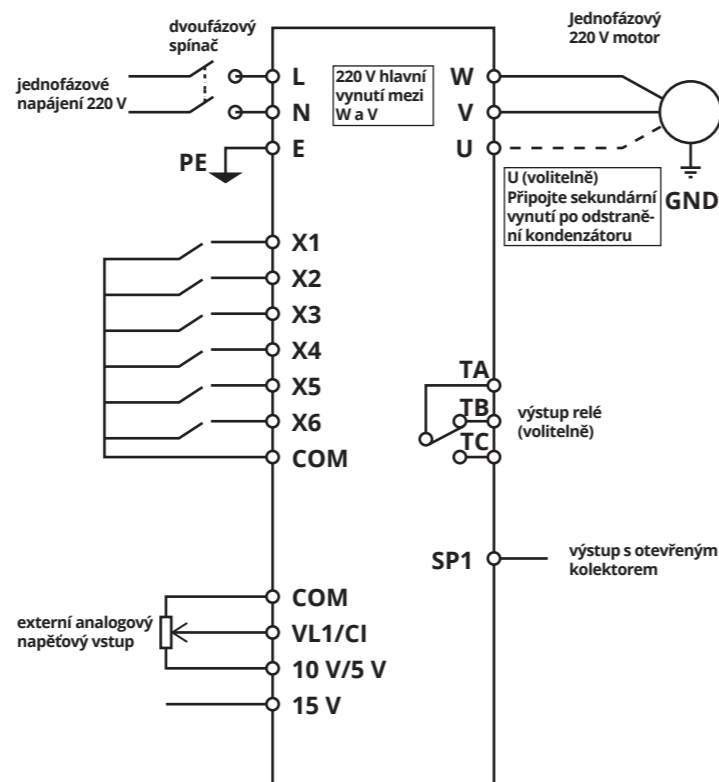 dvoufázový
spínač
jednofázové
napájení 220 V
L
N
E
PE
220 V hlavní
vynutí mezi
W a V
Jednofázový
220 V motor
W
V
U
U (volitelně)
Připojte sekundární
vynutí po odstraně-
ní kondenzátoru
GND
X1
X2
X3
X4
X5
X6
COM
TA
TB
TC
výstup relé
(volitelně)
SP1
výstup s otevřeným
kolektorem
externí analogový
napěťový vstup
COM
VL1/CI
10 V/5 V
15 V